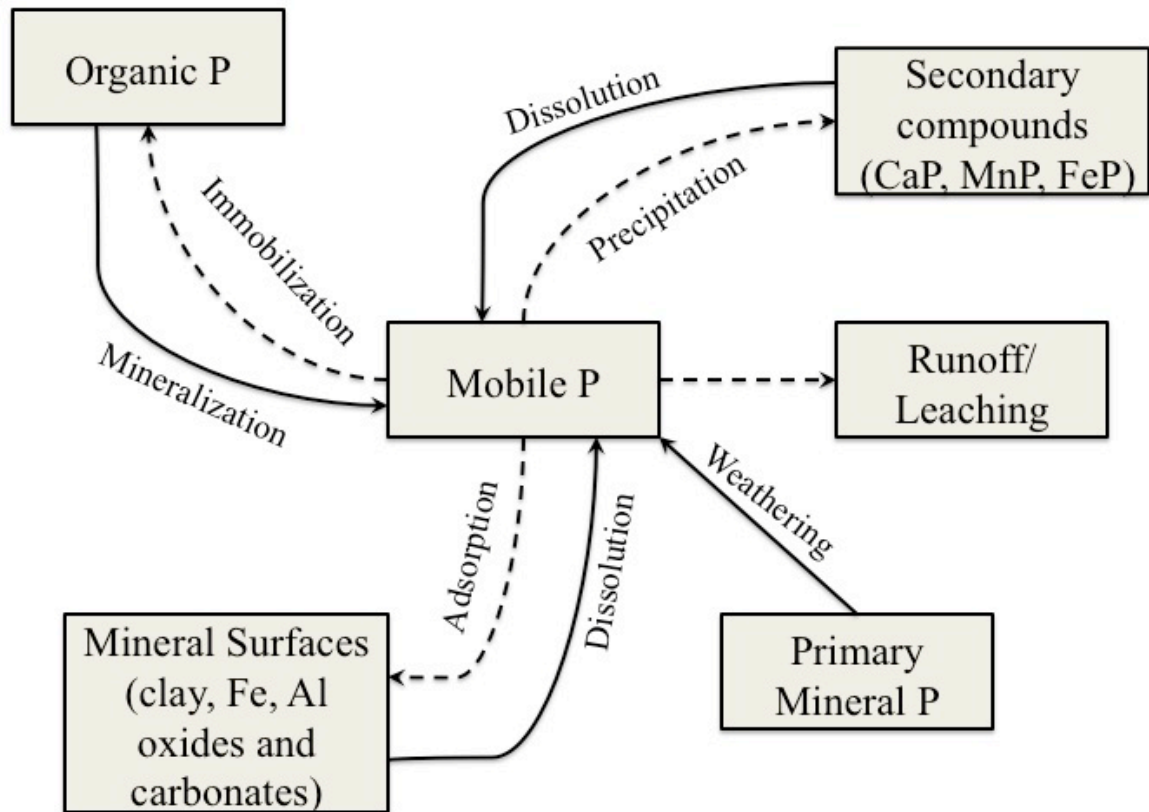 Organic P
Secondary
compounds
(CaP, MnP, FeP)
Dissolution
Precipitation
Immobilization
Mineralization
Mobile P
Runoff/
Leaching
Weathering
Adsorption
Dissolution
Mineral Surfaces
(clay, Fe, Al
oxides and
carbonates)
Primary
Mineral P